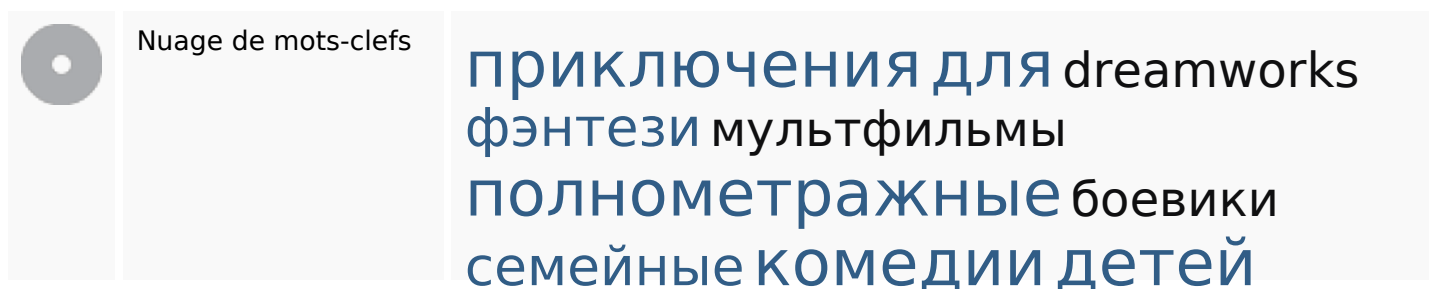 Nuage de mots-clefs
приключения для dreamworks
фэнтези мультфильмы
полнометражные боевики
семейные комедии детей